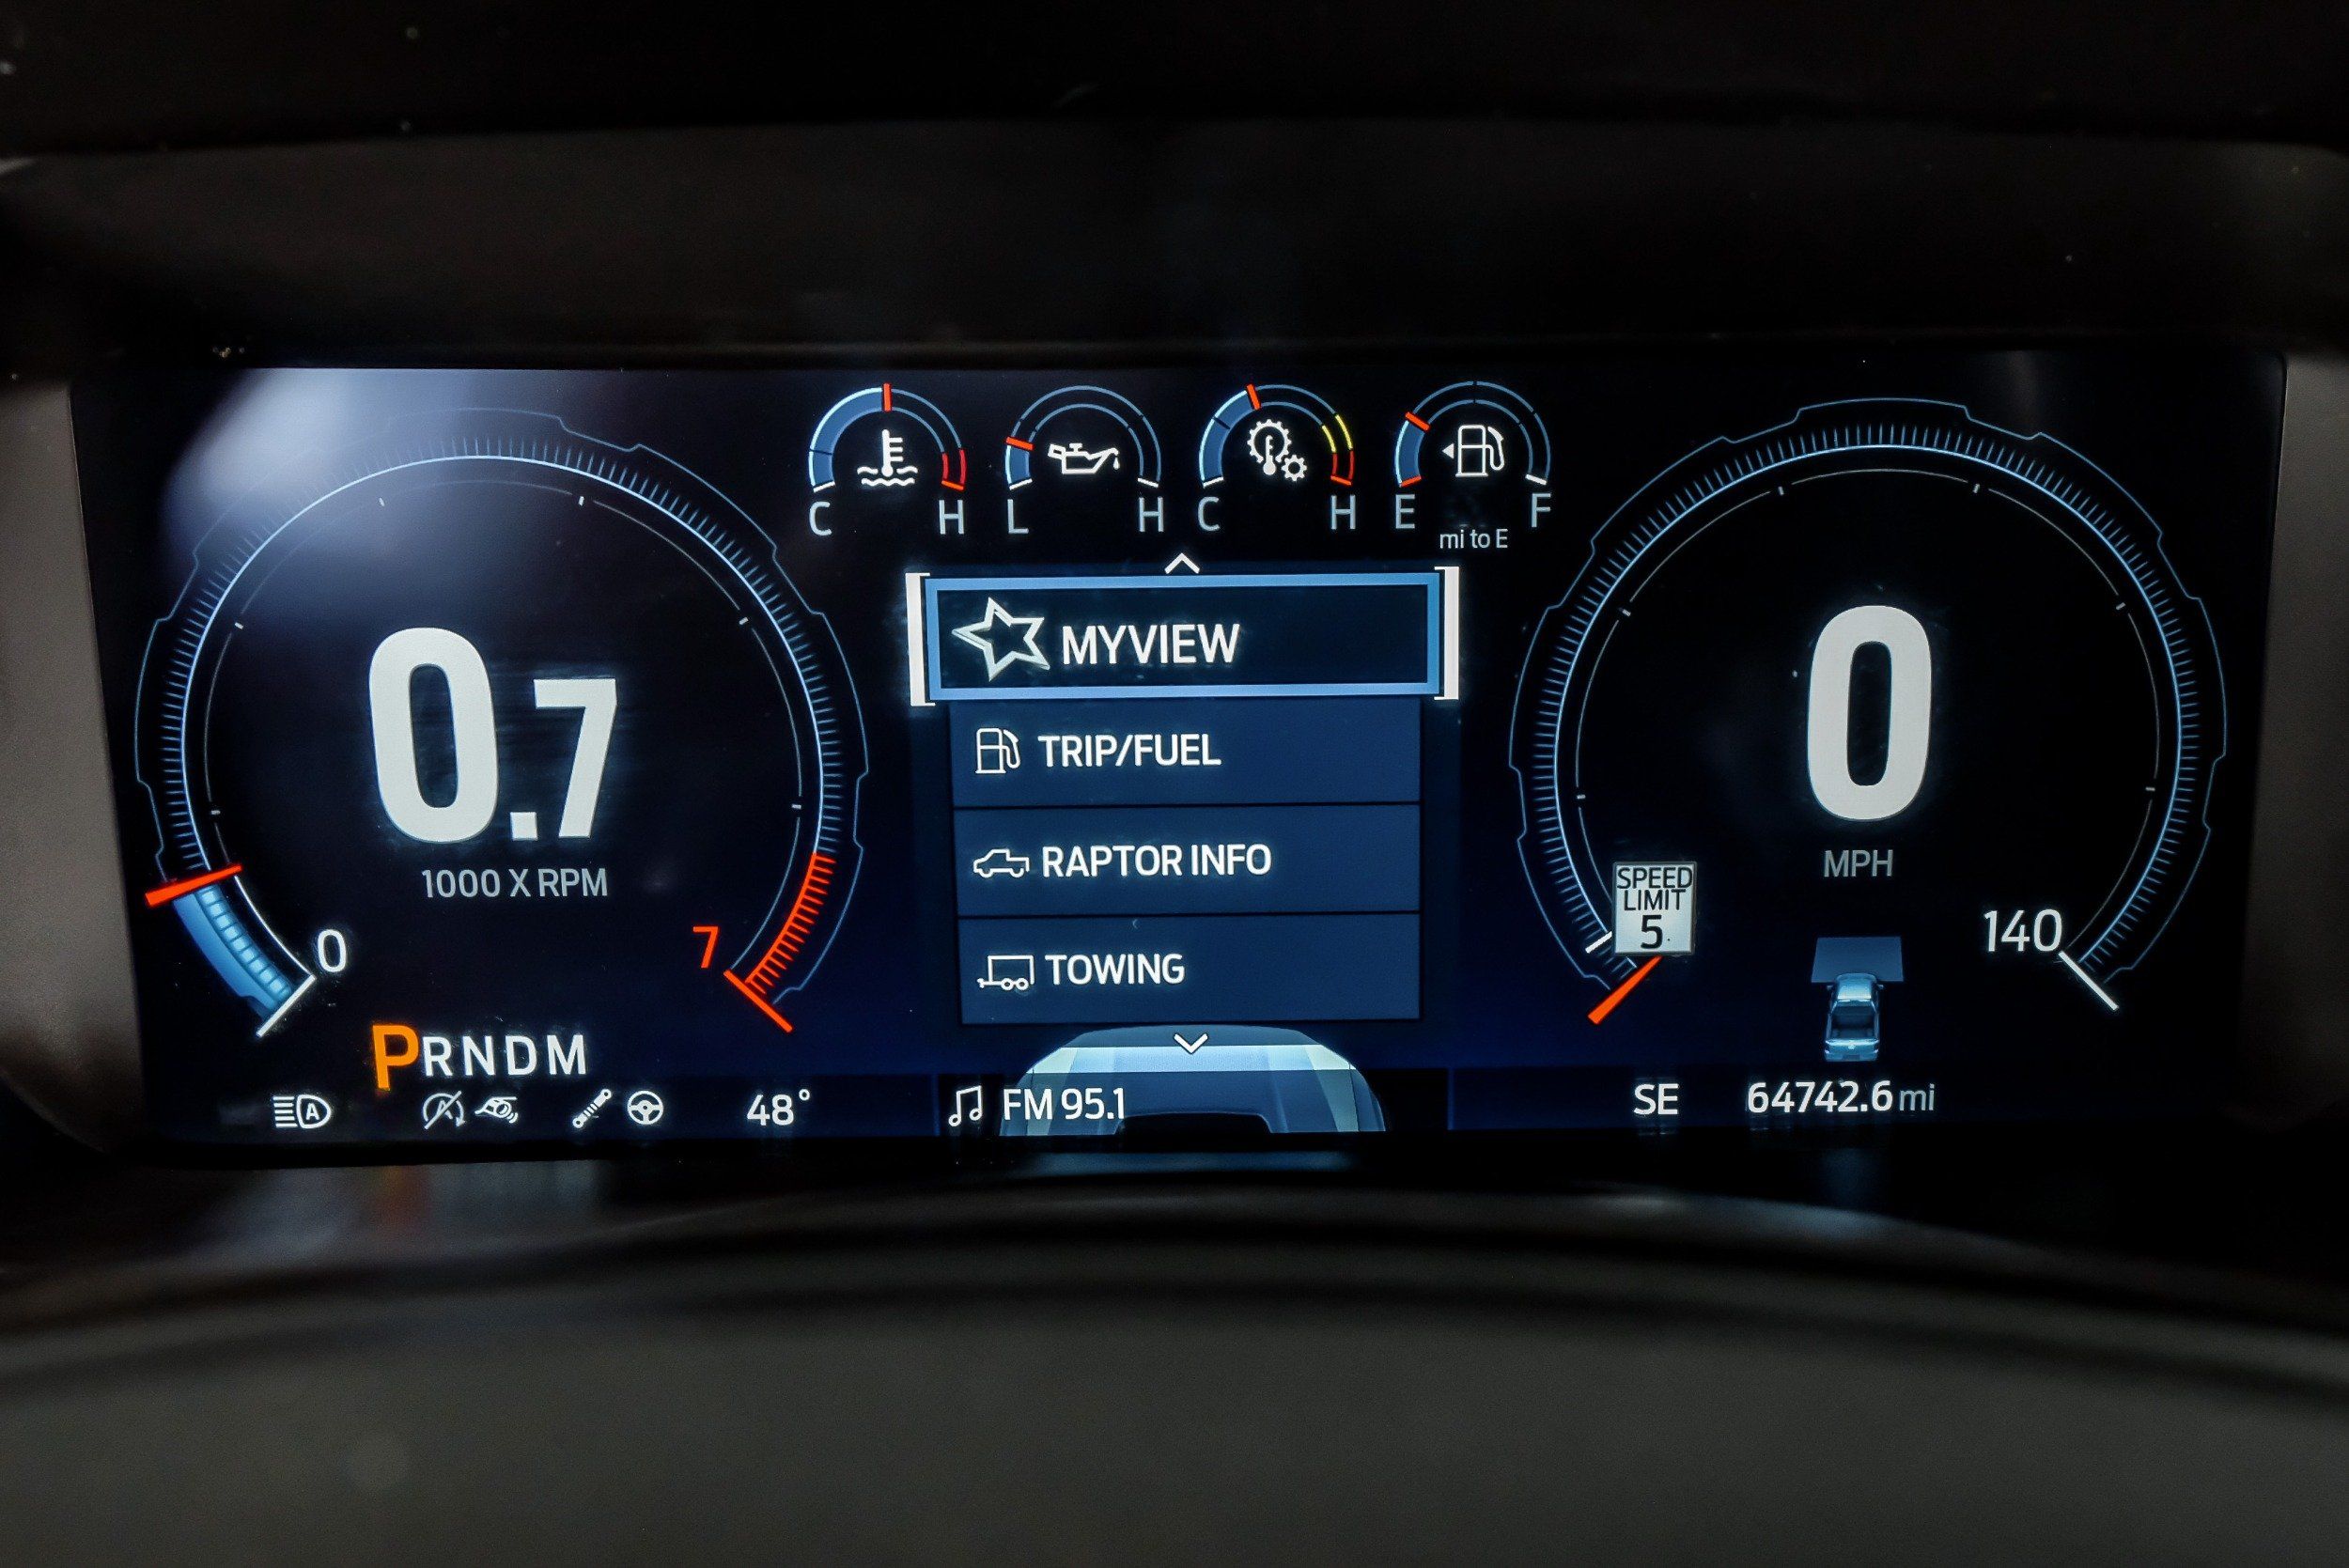 C H L H C H E F
mi to E
MYVIEW
TRIP/FUEL
RAPTOR INFO
TOWING
0.7
1000 X RPM
0
7
PRNDM
A
A
48°
FM 95.1
0
MPH
SPEED
LIMIT
5
140
SE
64742.6 mi